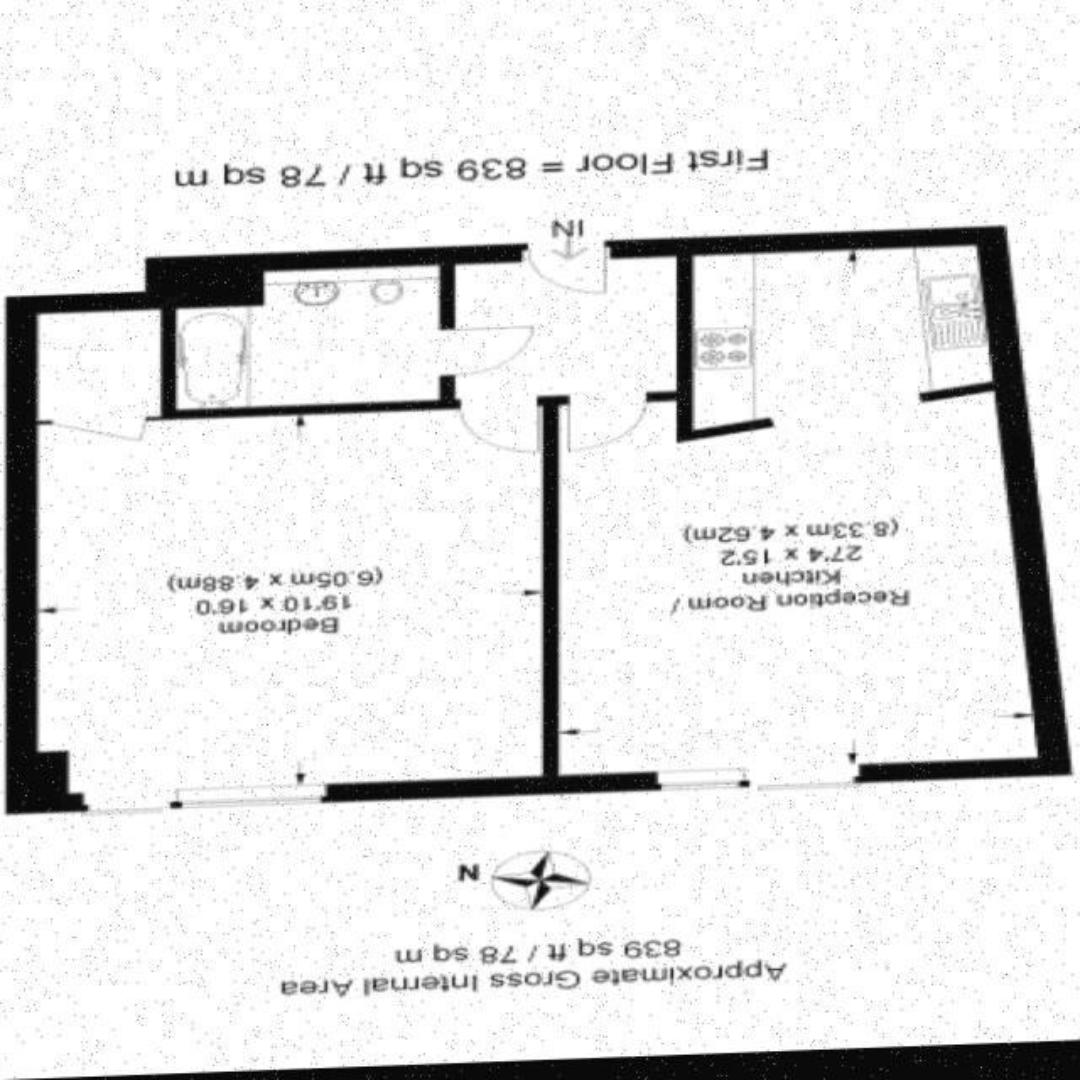 Approximate Gross Internal Area
839 sq ft / 78 sq m
N
Reception Room /
Kitchen
27'4 x 15'2
(8.33m x 4.62m)
Bedroom
19'10 x 16'0
(6.05m x 4.88m)
IN
First Floor = 839 sq ft / 78 sq m